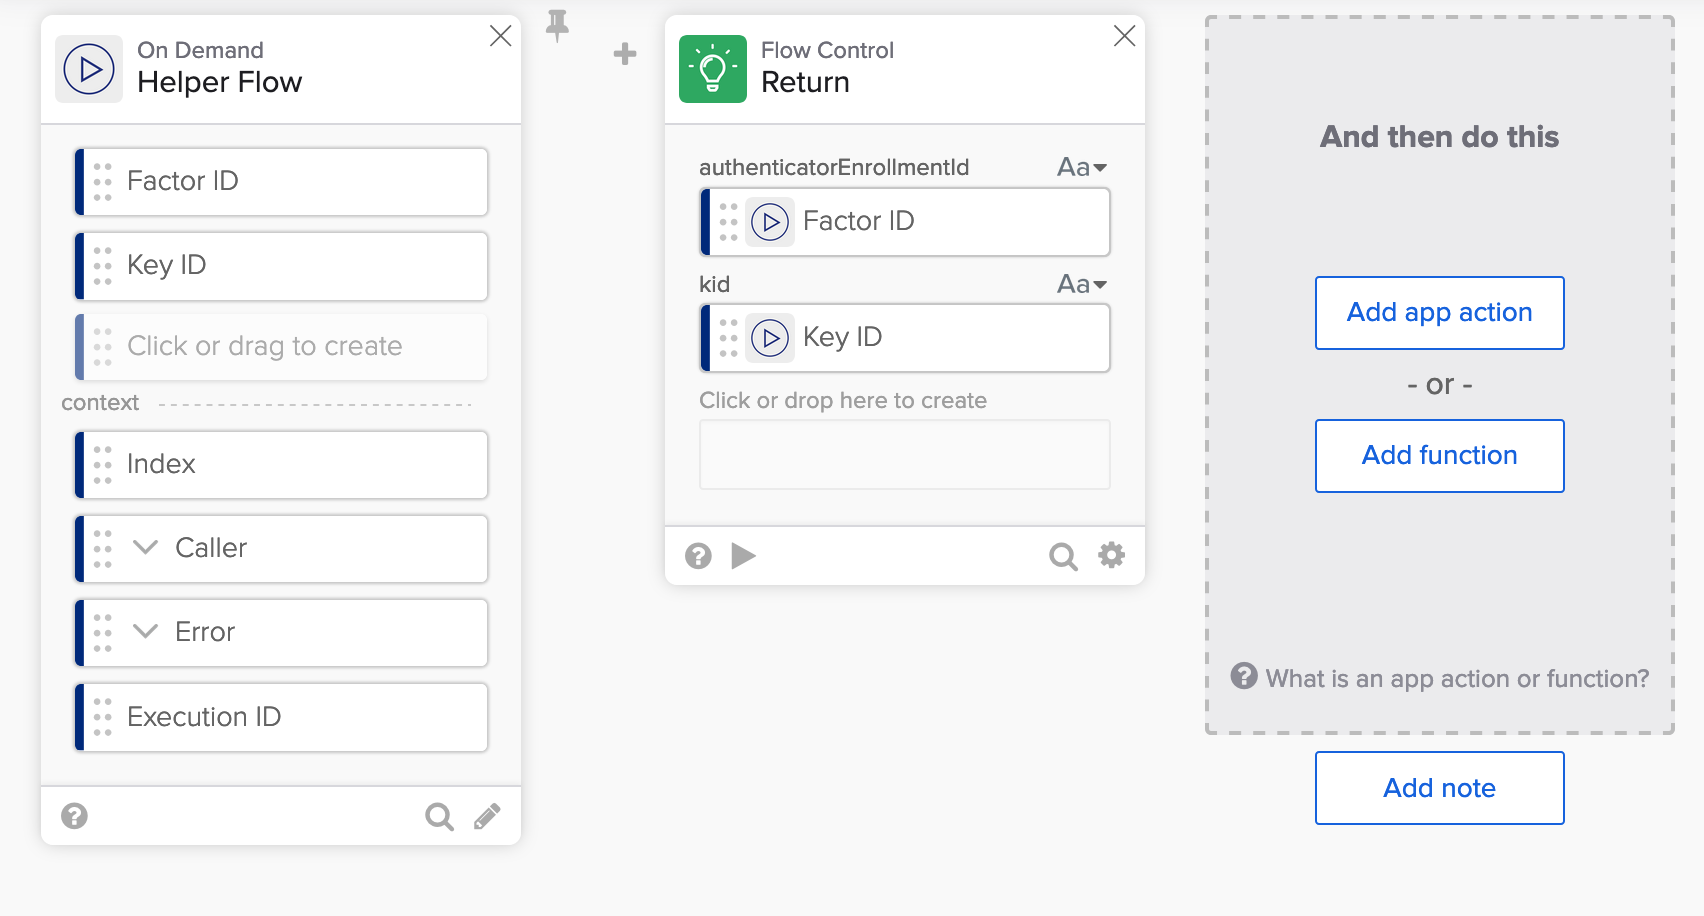 On Demand
Helper Flow
Factor ID
Key ID
Click or drag to create
context
Index
Caller
Error
Execution ID
?
Flow Control
Return
authenticatorEnrollmentId Aa
Factor ID
kid Aa
Key ID
Click or drop here to create
?
And then do this
Add app action
- or -
Add function
? What is an app action or function?
Add note